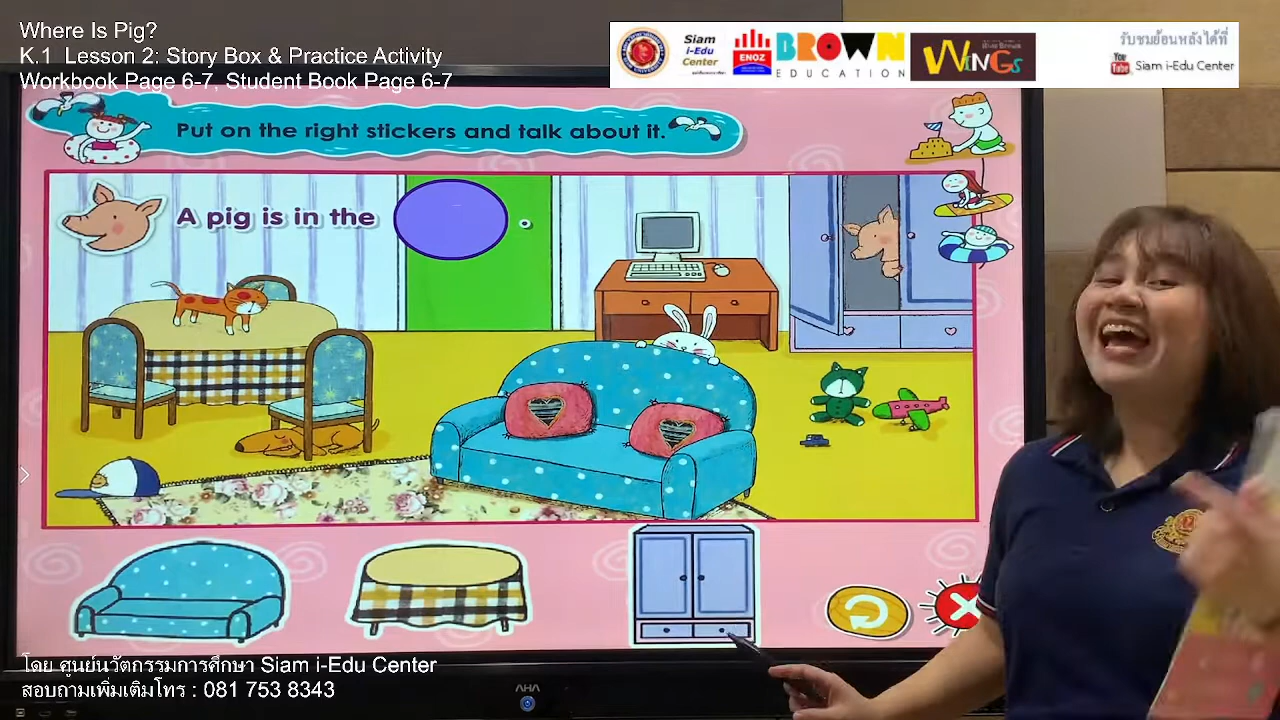 Where Is Pig?
K.1 Lesson 2: Story Box & Practice Activity
Workbook Page 6-7, Student Book Page 6-7
Siam
i-Edu
Center
ENOZ
BROWN
EDUCATION
WiNGs
รับชมย้อนหลังได้ที่
You Tube Siam i-Edu Center
Put on the right stickers and talk about it.
A pig is in the
โดย ศูนย์นวัตกรรมการศึกษา Siam i-Edu Center
สอบถามเพิ่มเติมโทร : 081 753 8343
AHA